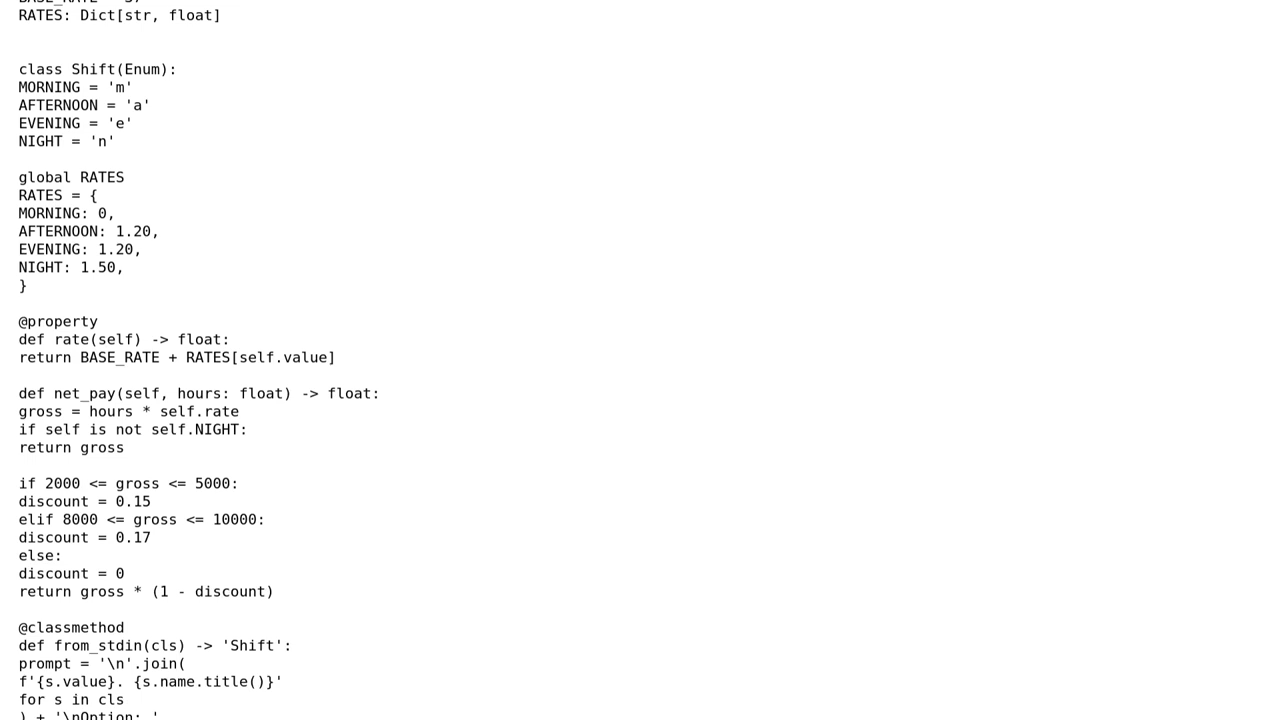 RATES: Dict[str, float]
class Shift(Enum):
MORNING = 'm'
AFTERNOON = 'a'
EVENING = 'e'
NIGHT = 'n'
global RATES
RATES = {
MORNING: 0,
AFTERNOON: 1.20,
EVENING: 1.20,
NIGHT: 1.50,
}
@property
def rate(self) -> float:
return BASE_RATE + RATES[self.value]
def net_pay(self, hours: float) -> float:
gross = hours * self.rate
if self is not self.NIGHT:
return gross
if 2000 <= gross <= 5000:
discount = 0.15
elif 8000 <= gross <= 10000:
discount = 0.17
else:
discount = 0
return gross * (1 - discount)
@classmethod
def from_stdin(cls) -> 'Shift':
prompt = '\n'.join(
f'{s.value}. {s.name.title()}'
for s in cls
) + '\nOption: '